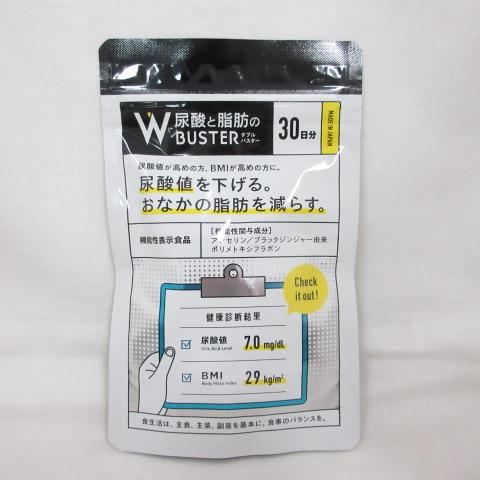 W 尿酸と脂肪の
BUSTER ダブル
バスター
30日分
MADE IN JAPAN
尿酸値が高めの方、BMIが高めの方に。
尿酸値を下げる。
おなかの脂肪を減らす。
機能性表示食品
[機能性関与成分]
アンセリン/ブラックジンジャー由来
ポリメトキシフラボン
Check
it out!
健康診断結果
尿酸値 7.0 mg/dL
Uric Acid Level
BMI 29 kg/m²
Body Mass Index
食生活は、主食、主菜、副菜を基本に、食事のバランスを。